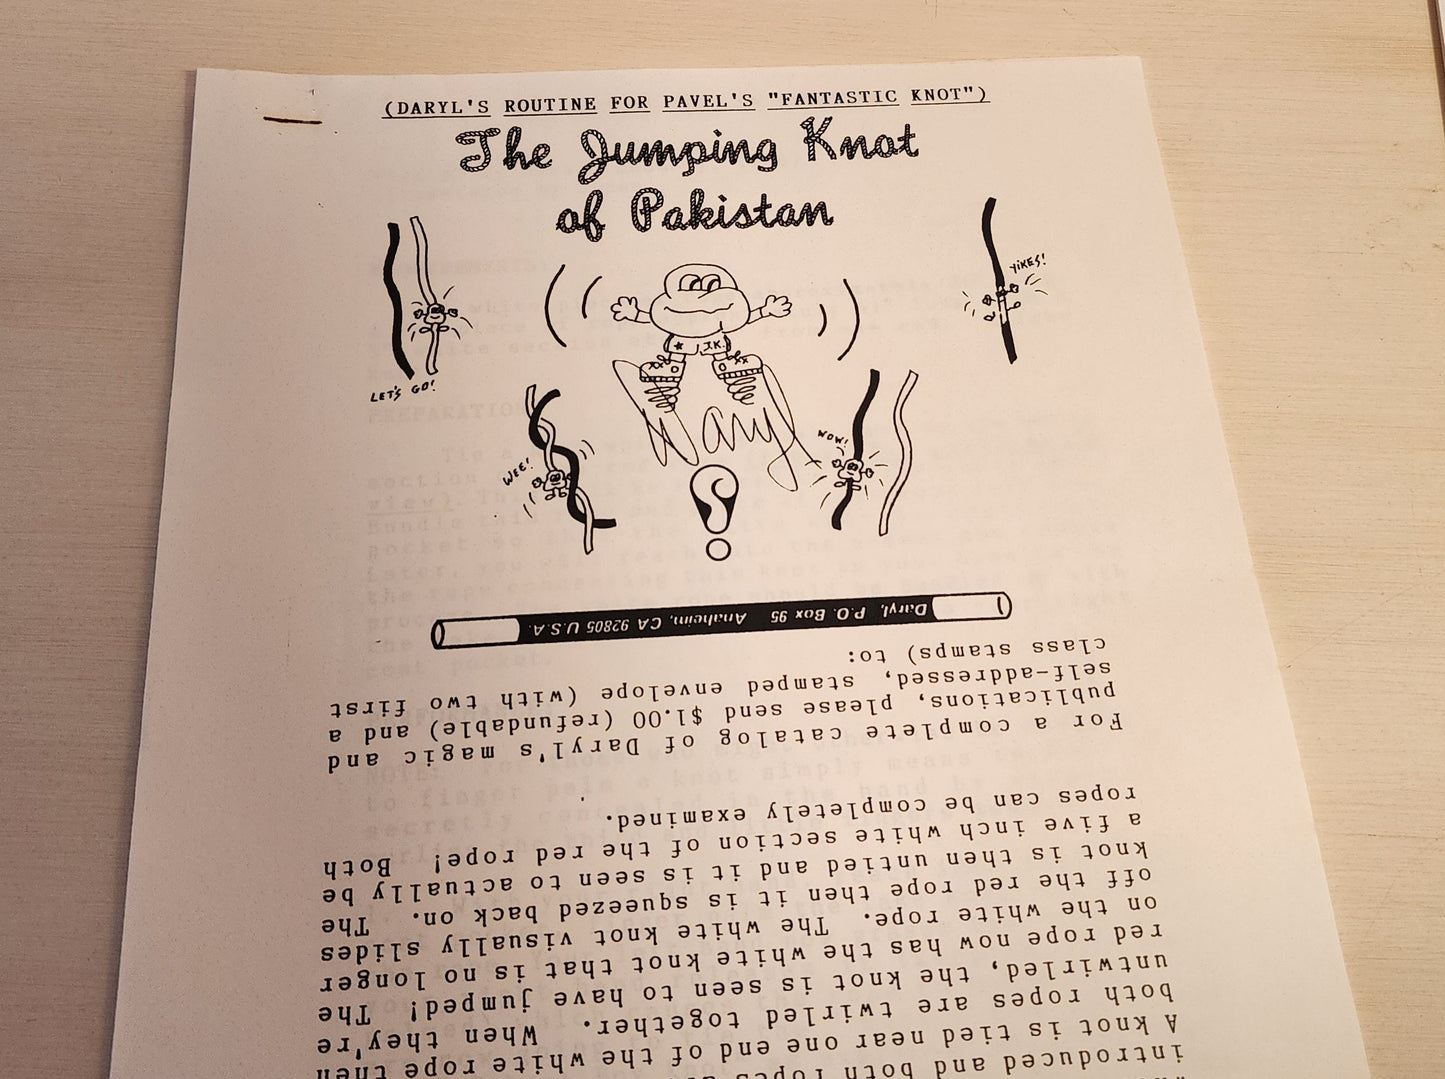 (DARYL'S ROUTINE FOR PAVEL'S "FANTASTIC KNOT")
The Jumping Knot
of Pakistan
YIKES!
J.K.
LET'S GO!
Daryl
WEE!
WOW!
introduced and both ropes
A knot is tied near one end of the white rope then
both ropes are twirled together. When they're
untwirled, the knot is seen to have jumped! The
red rope now has the white knot that is no longer
on the white rope. The white knot visually slides
off the red rope then it is squeezed back on. The
knot is then untied and it is seen to actually be
a five inch white section of the red rope! Both
ropes can be completely examined.
For a complete catalog of Daryl's magic and
publications, please send $1.00 (refundable) and a
self-addressed, stamped envelope (with two first
class stamps) to:
Daryl, P.O. Box 95 Anaheim, CA 92805 U.S.A.